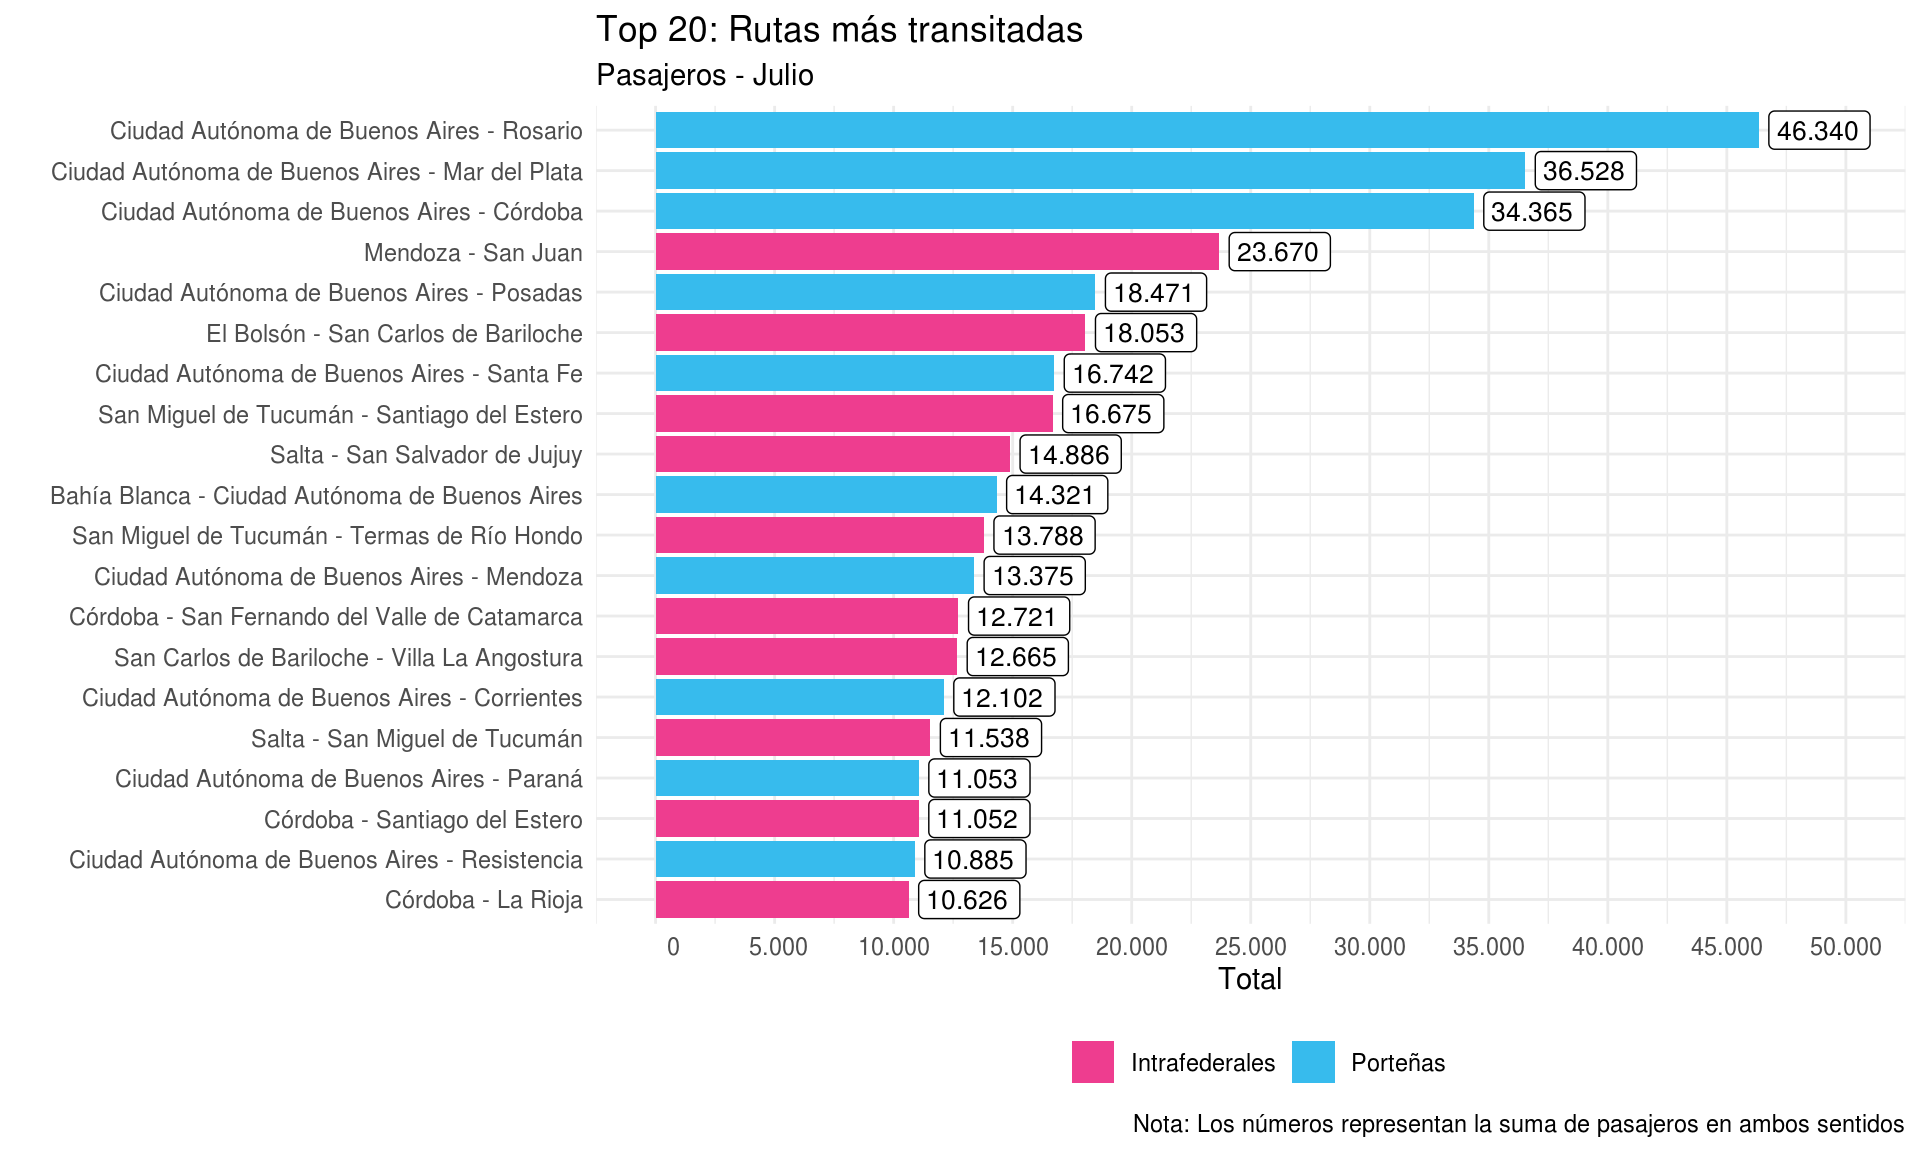 Top 20: Rutas más transitadas
Pasajeros - Julio
Ciudad Autónoma de Buenos Aires - Rosario 46.340
Ciudad Autónoma de Buenos Aires - Mar del Plata 36.528
Ciudad Autónoma de Buenos Aires - Córdoba 34.365
Mendoza - San Juan 23.670
Ciudad Autónoma de Buenos Aires - Posadas 18.471
El Bolsón - San Carlos de Bariloche 18.053
Ciudad Autónoma de Buenos Aires - Santa Fe 16.742
San Miguel de Tucumán - Santiago del Estero 16.675
Salta - San Salvador de Jujuy 14.886
Bahía Blanca - Ciudad Autónoma de Buenos Aires 14.321
San Miguel de Tucumán - Termas de Río Hondo 13.788
Ciudad Autónoma de Buenos Aires - Mendoza 13.375
Córdoba - San Fernando del Valle de Catamarca 12.721
San Carlos de Bariloche - Villa La Angostura 12.665
Ciudad Autónoma de Buenos Aires - Corrientes 12.102
Salta - San Miguel de Tucumán 11.538
Ciudad Autónoma de Buenos Aires - Paraná 11.053
Córdoba - Santiago del Estero 11.052
Ciudad Autónoma de Buenos Aires - Resistencia 10.885
Córdoba - La Rioja 10.626
0 5.000 10.000 15.000 20.000 25.000 30.000 35.000 40.000 45.000 50.000
Total
Intrafederales Porteñas
Nota: Los números representan la suma de pasajeros en ambos sentidos